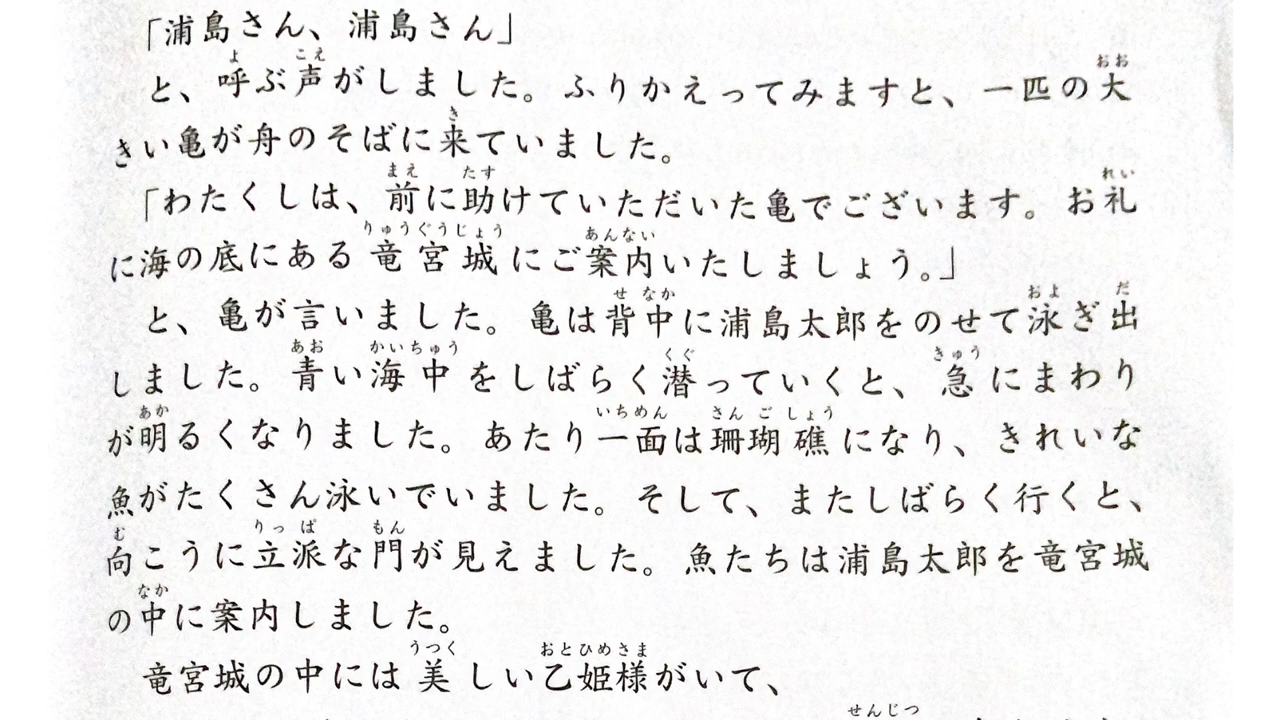 「浦島さん、浦島さん」
と、呼ぶ声がしました。ふりかえってみますと、一匹の大
きい亀が舟のそばに来ていました。
「わたくしは、前に助けていただいた亀でございます。お礼
に海の底にある竜宮城にご案内いたしましょう。」
と、亀が言いました。亀は背中に浦島太郎をのせて泳ぎ出
しました。青い海中をしばらく潜っていくと、急にまわり
が明るくなりました。あたり一面は珊瑚礁になり、きれいな
魚がたくさん泳いでいました。そして、またしばらく行くと、
向こうに立派な門が見えました。魚たちは浦島太郎を竜宮城
の中に案内しました。
竜宮城の中には美しい乙姫様がいて、
せんじつ